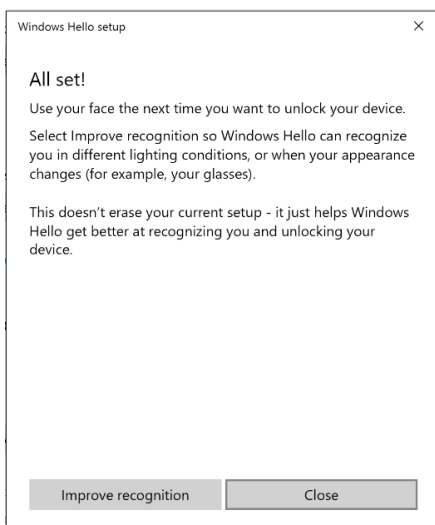 Windows Hello setup
All set!
Use your face the next time you want to unlock your device.
Select Improve recognition so Windows Hello can recognize
you in different lighting conditions, or when your appearance
changes (for example, your glasses).
This doesn't erase your current setup - it just helps Windows
Hello get better at recognizing you and unlocking your
device.
Improve recognition
Close